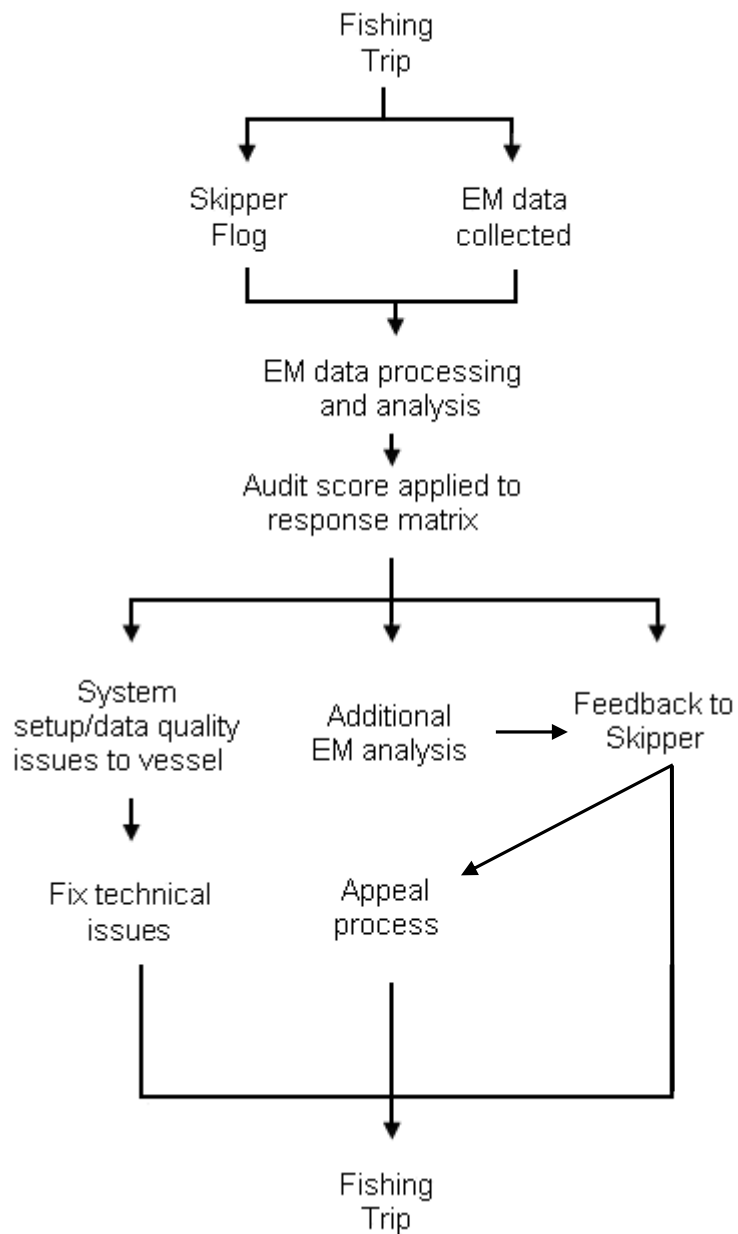 Fishing
Trip
Skipper
Flog
EM data
collected
EM data processing
and analysis
Audit score applied to
response matrix
System
setup/data quality
issues to vessel
Additional
EM analysis
Feedback to
Skipper
Fix technical
issues
Appeal
process
Fishing
Trip